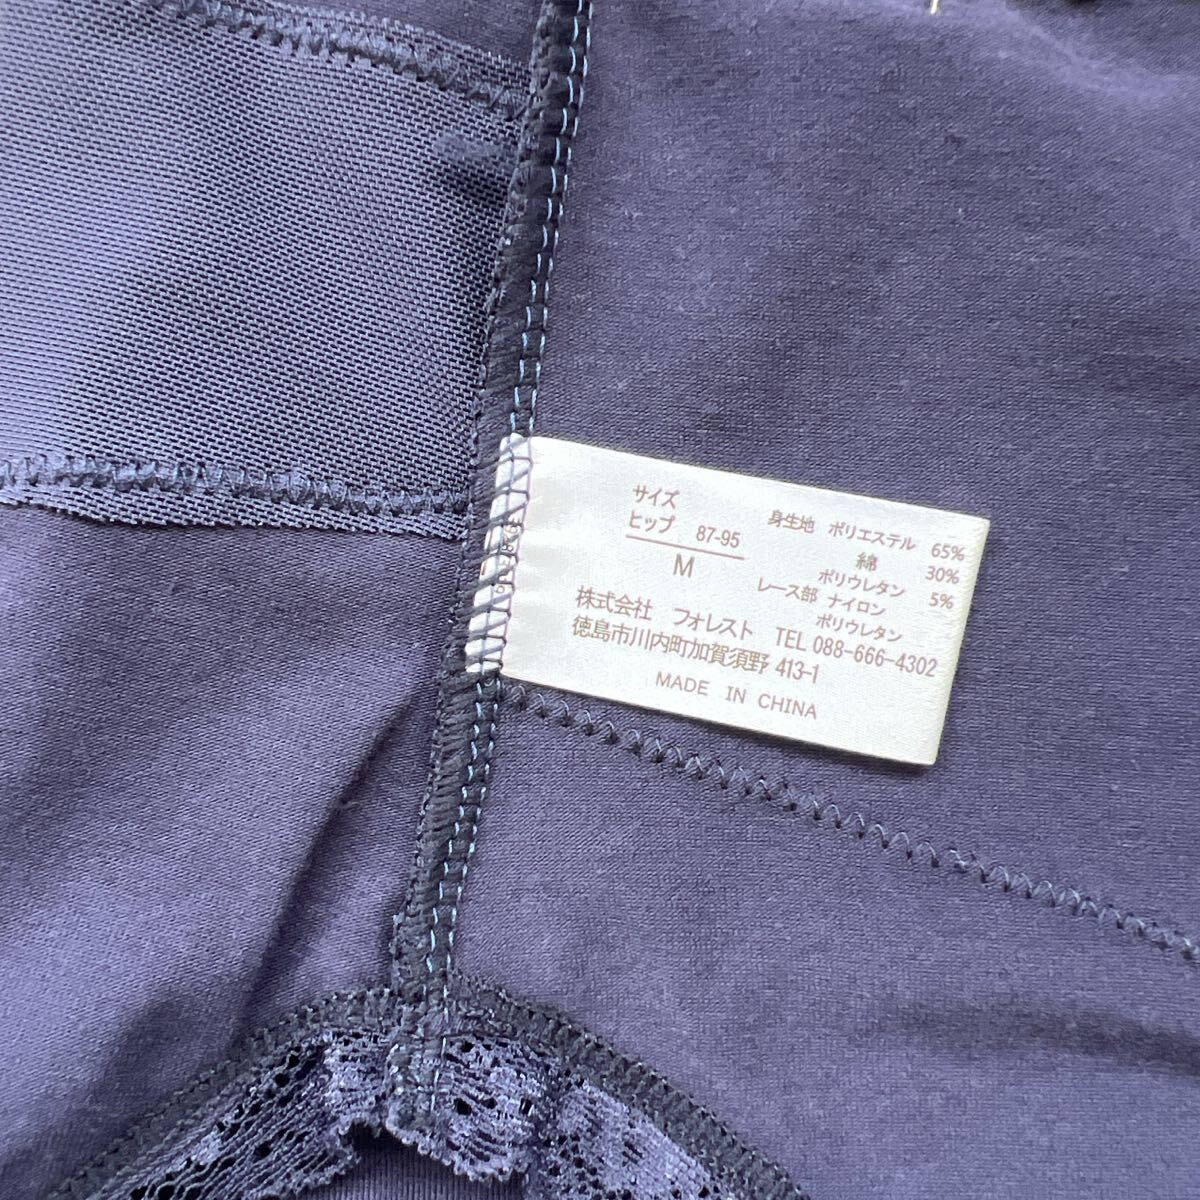 サイズ
ヒップ 87-95
M
身生地 ポリエステル 65%
綿 30%
ポリウレタン 5%
レース部 ナイロン
ポリウレタン
株式会社 フォレスト TEL 088-666-4302
徳島市川内町加賀須野 413-1
MADE IN CHINA